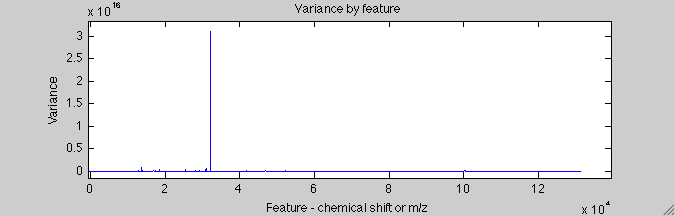 x 10^16
Variance by feature
3
2.5
2
1.5
1
0.5
0
Variance
0 2 4 6 8 10 12
Feature - chemical shift or m/z
x 10^4